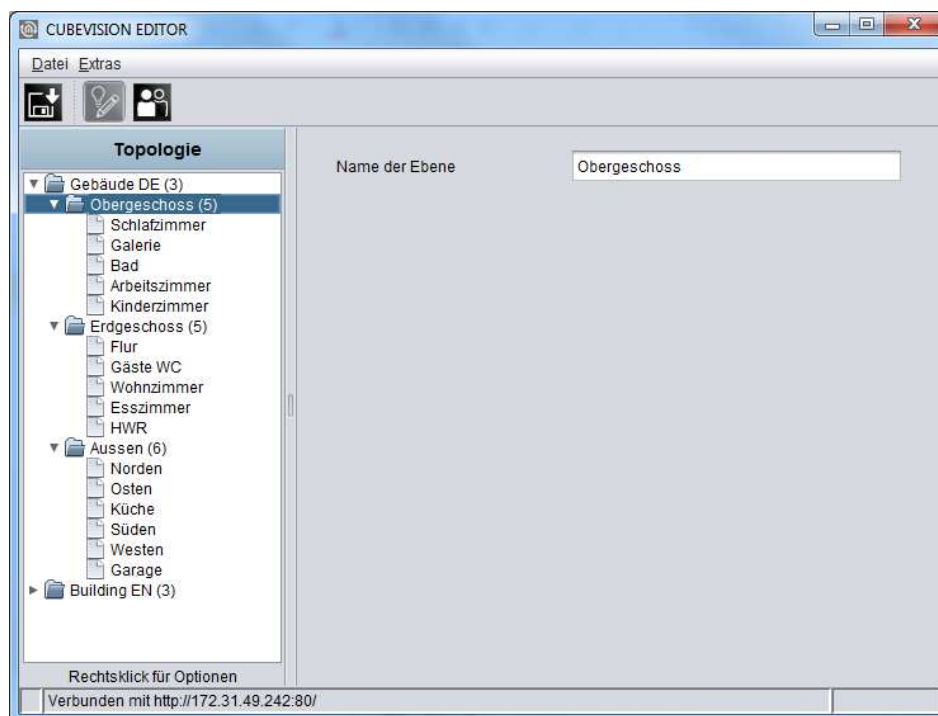 CUBEVISION EDITOR
Datei Extras
Topologie
Gebäude DE (3)
Obergeschoss (5)
Schlafzimmer
Galerie
Bad
Arbeitszimmer
Kinderzimmer
Erdgeschoss (5)
Flur
Gäste WC
Wohnzimmer
Esszimmer
HWR
Aussen (6)
Norden
Osten
Küche
Süden
Westen
Garage
Building EN (3)
Rechtsklick für Optionen
Name der Ebene
Obergeschoss
Verbunden mit http://172.31.49.242:80/